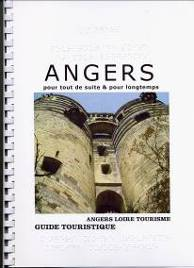 ANGERS
pour tout de suite & pour longtemps
ANGERS LOIRE TOURISME
GUIDE TOURISTIQUE